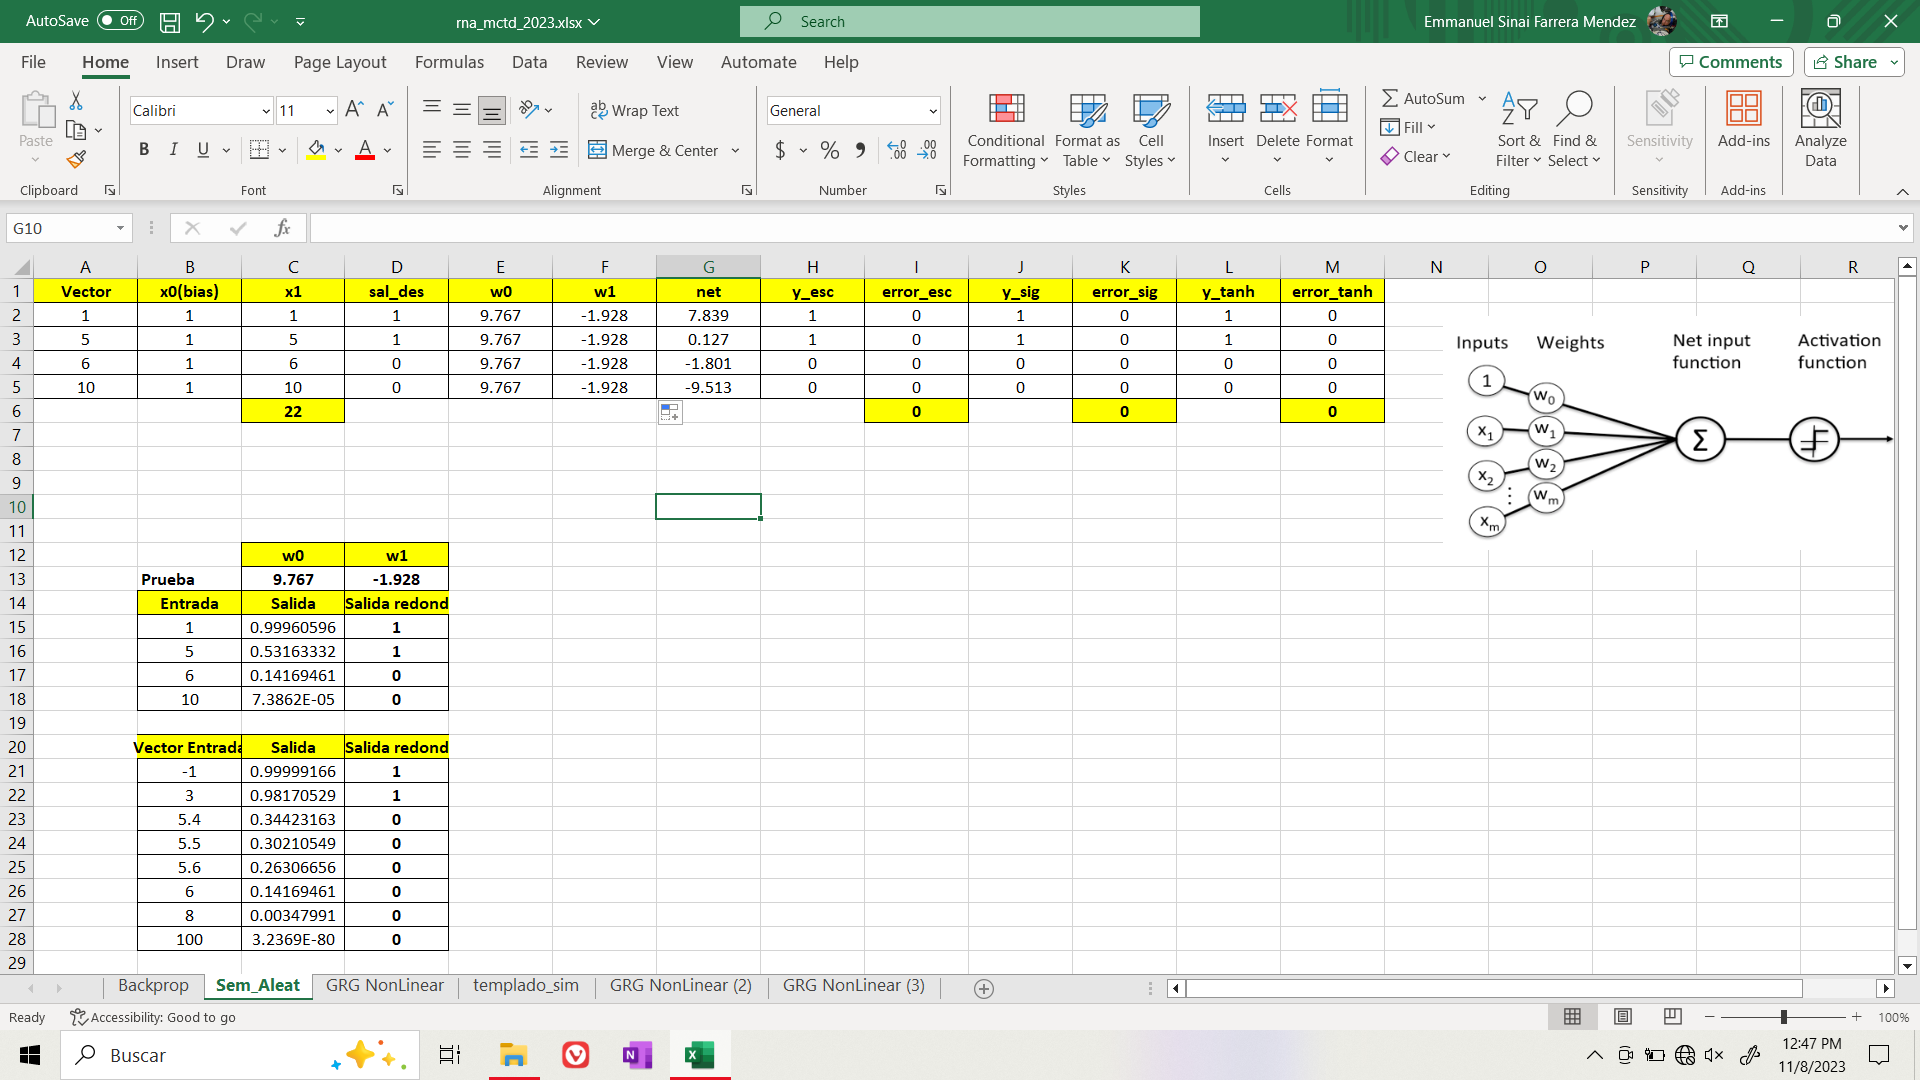 AutoSave Off rna_mctd_2023.xlsx Search Emmanuel Sinai Farrera Mendez
File Home Insert Draw Page Layout Formulas Data Review View Automate Help Comments Share
Paste
Calibri 11
B I U A
ab Wrap Text
Merge & Center
General
$ % 9 .00 .00
Conditional Formatting
Format as Table
Cell Styles
Insert Delete Format
AutoSum
Fill
Clear
Sort & Filter
Find & Select
Sensitivity
Add-ins
Analyze Data
Clipboard Font Alignment Number Styles Cells Editing Sensitivity Add-ins
G10 fx
A B C D E F G H I J K L M N O P Q R
1 Vector x0(bias) x1 sal_des w0 w1 net y_esc error_esc y_sig error_sig y_tanh error_tanh
2 1 1 1 1 9.767 -1.928 7.839 1 0 1 0 1 0
3 5 1 5 1 9.767 -1.928 0.127 1 0 1 0 1 0
4 6 1 6 0 9.767 -1.928 -1.801 0 0 0 0 0 0
5 10 1 10 0 9.767 -1.928 -9.513 0 0 0 0 0 0
6 22 0 0 0
7
8
9
10
11
12 w0 w1
13 Prueba 9.767 -1.928
14 Entrada Salida Salida redond
15 1 0.99960596 1
16 5 0.53163332 1
17 6 0.14169461 0
18 10 7.3862E-05 0
19
20 Vector Entrada Salida Salida redond
21 -1 0.99999166 1
22 3 0.98170529 1
23 5.4 0.34423163 0
24 5.5 0.30210549 0
25 5.6 0.26306656 0
26 6 0.14169461 0
27 8 0.00347991 0
28 100 3.2369E-80 0
29
Inputs Weights Net input function Activation function
1 w0
x1 w1 Σ
x2 w2
⋮ wm
xm
Backprop Sem_Aleat GRG NonLinear templado_sim GRG NonLinear (2) GRG NonLinear (3)
Ready Accessibility: Good to go 100%
Buscar
12:47 PM
11/8/2023